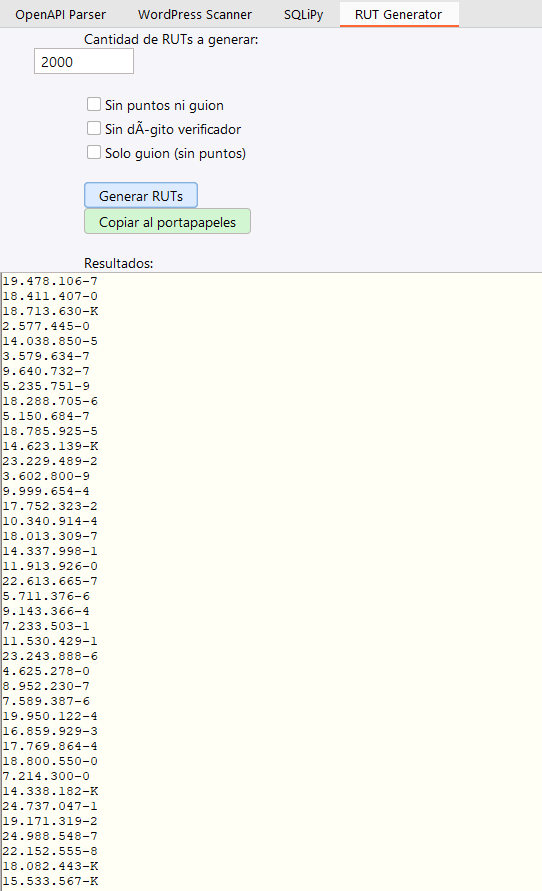 OpenAPI Parser WordPress Scanner SQLiPy RUT Generator
Cantidad de RUTs a generar:
2000
Sin puntos ni guion
Sin dÃ-gito verificador
Solo guion (sin puntos)
Generar RUTs
Copiar al portapapeles
Resultados:
19.478.106-7
18.411.407-0
18.713.630-K
2.577.445-0
14.038.850-5
3.579.634-7
9.640.732-7
5.235.751-9
18.288.705-6
5.150.684-7
18.785.925-5
14.623.139-K
23.229.489-2
3.602.800-9
9.999.654-4
17.752.323-2
10.340.914-4
18.013.309-7
14.337.998-1
11.913.926-0
22.613.665-7
5.711.376-6
9.143.366-4
7.233.503-1
11.530.429-1
23.243.888-6
4.625.278-0
8.952.230-7
7.589.387-6
19.950.122-4
16.859.929-3
17.769.864-4
18.800.550-0
7.214.300-0
14.338.182-K
24.737.047-1
19.171.319-2
24.988.548-7
22.152.555-8
18.082.443-K
15.533.567-K